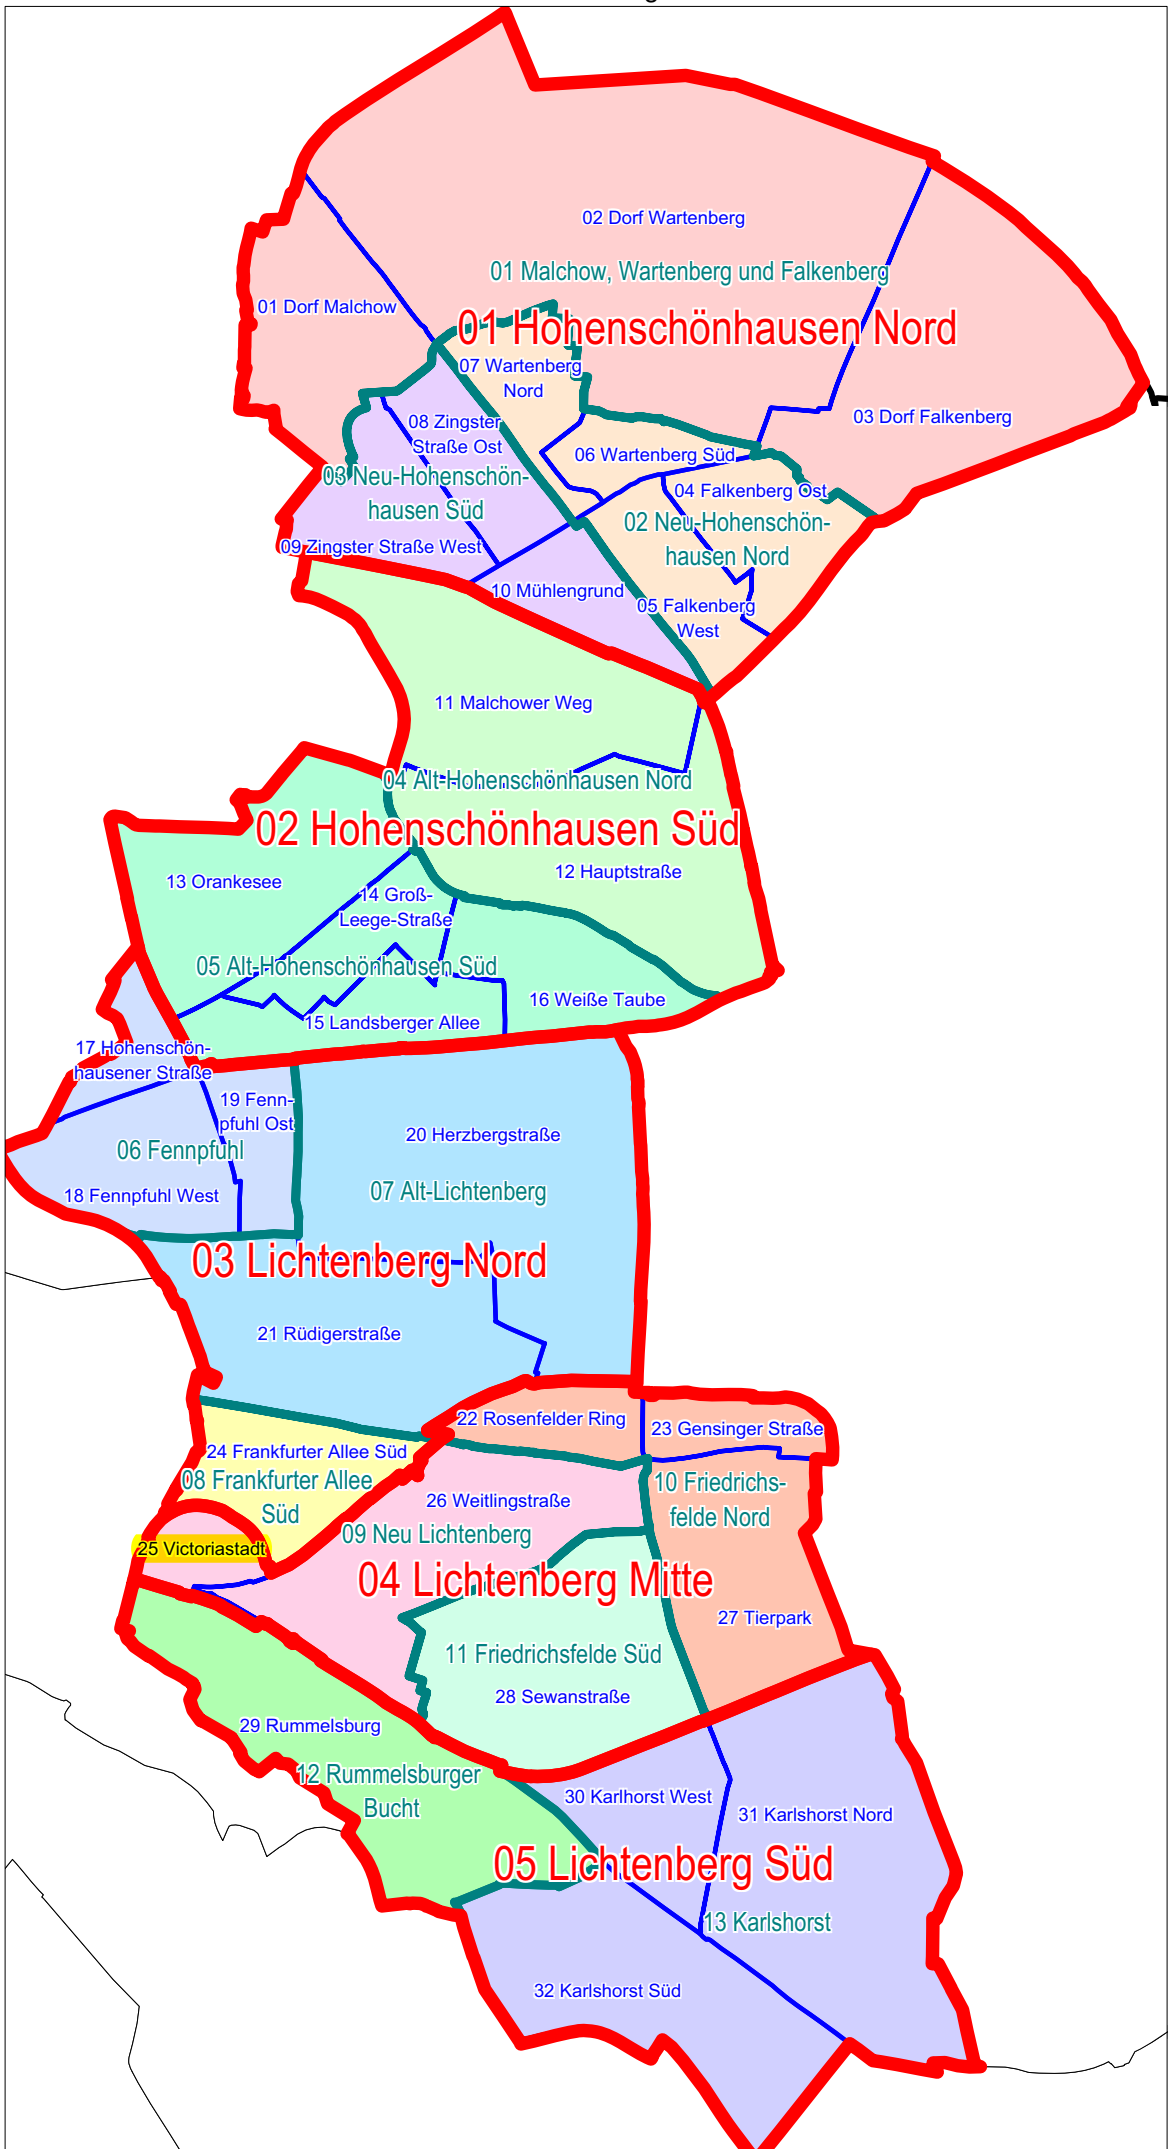 02 Dorf Wartenberg
01 Malchow, Wartenberg und Falkenberg
01 Dorf Malchow
01 Hohenschönhausen Nord
07 Wartenberg
Nord
03 Dorf Falkenberg
08 Zingster
Straße Ost
06 Wartenberg Süd
03 Neu-Hohenschön-
hausen Süd
04 Falkenberg Ost
02 Neu-Hohenschön-
hausen Nord
09 Zingster Straße West
10 Mühlengrund
05 Falkenberg
West
11 Malchower Weg
04 Alt-Hohenschönhausen Nord
02 Hohenschönhausen Süd
12 Hauptstraße
13 Orankesee
14 Groß-
Leege-Straße
05 Alt-Hohenschönhausen Süd
16 Weiße Taube
15 Landsberger Allee
17 Hohenschön-
hausener Straße
19 Fenn-
pfuhl Ost
20 Herzbergstraße
06 Fennpfuhl
18 Fennpfuhl West
07 Alt-Lichtenberg
03 Lichtenberg Nord
21 Rüdigerstraße
22 Rosenfelder Ring
23 Gensinger Straße
24 Frankfurter Allee Süd
08 Frankfurter Allee
Süd
10 Friedrichs-
felde Nord
26 Weitlingstraße
09 Neu Lichtenberg
25 Victoriastadt
04 Lichtenberg Mitte
27 Tierpark
11 Friedrichsfelde Süd
28 Sewanstraße
29 Rummelsburg
12 Rummelsburger
Bucht
30 Karlhorst West
31 Karlshorst Nord
05 Lichtenberg Süd
13 Karlshorst
32 Karlshorst Süd